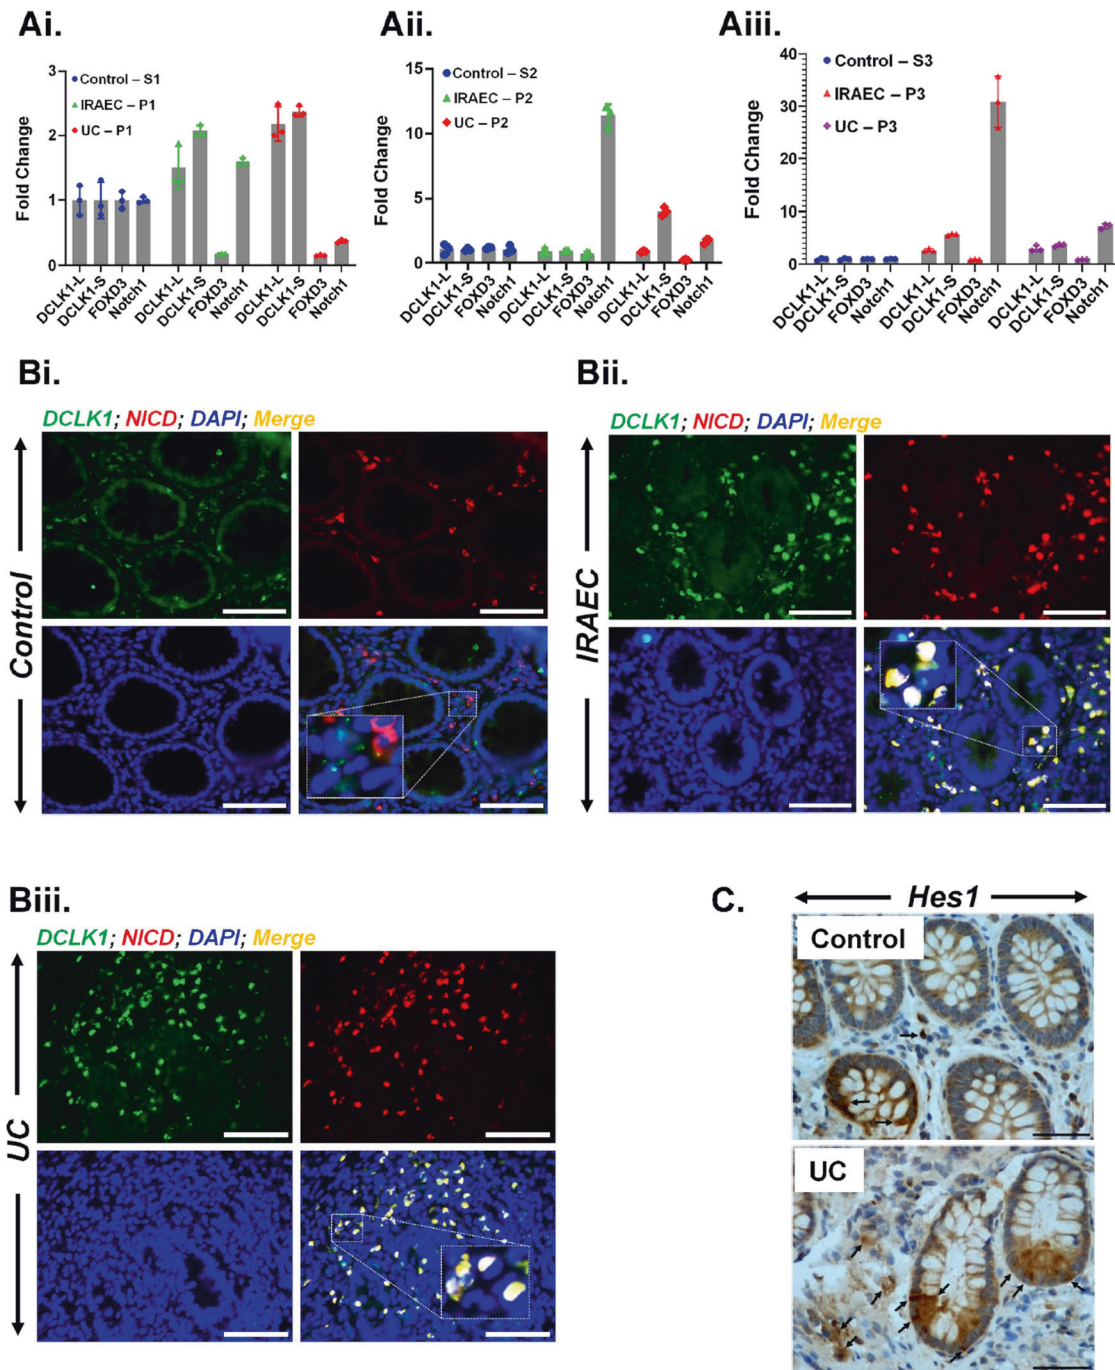 Ai.
3
2
1
0
Fold Change
Control – S1
IRAEC – P1
UC – P1
DCLK1-L
DCLK1-S
FOXD3
Notch1
DCLK1-L
DCLK1-S
FOXD3
Notch1
DCLK1-L
DCLK1-S
FOXD3
Notch1
Aii.
15
10
5
0
Fold Change
Control – S2
IRAEC – P2
UC – P2
DCLK1-L
DCLK1-S
FOXD3
Notch1
DCLK1-L
DCLK1-S
FOXD3
Notch1
DCLK1-L
DCLK1-S
FOXD3
Notch1
Aiii.
40
30
20
10
0
Fold Change
Control – S3
IRAEC – P3
UC – P3
DCLK1-L
DCLK1-S
FOXD3
Notch1
DCLK1-L
DCLK1-S
FOXD3
Notch1
DCLK1-L
DCLK1-S
FOXD3
Notch1
Bi.
DCLK1; NICD; DAPI; Merge
Control
Bii.
DCLK1; NICD; DAPI; Merge
IRAEC
Biii.
DCLK1; NICD; DAPI; Merge
UC
C.
Hes1
Control
UC